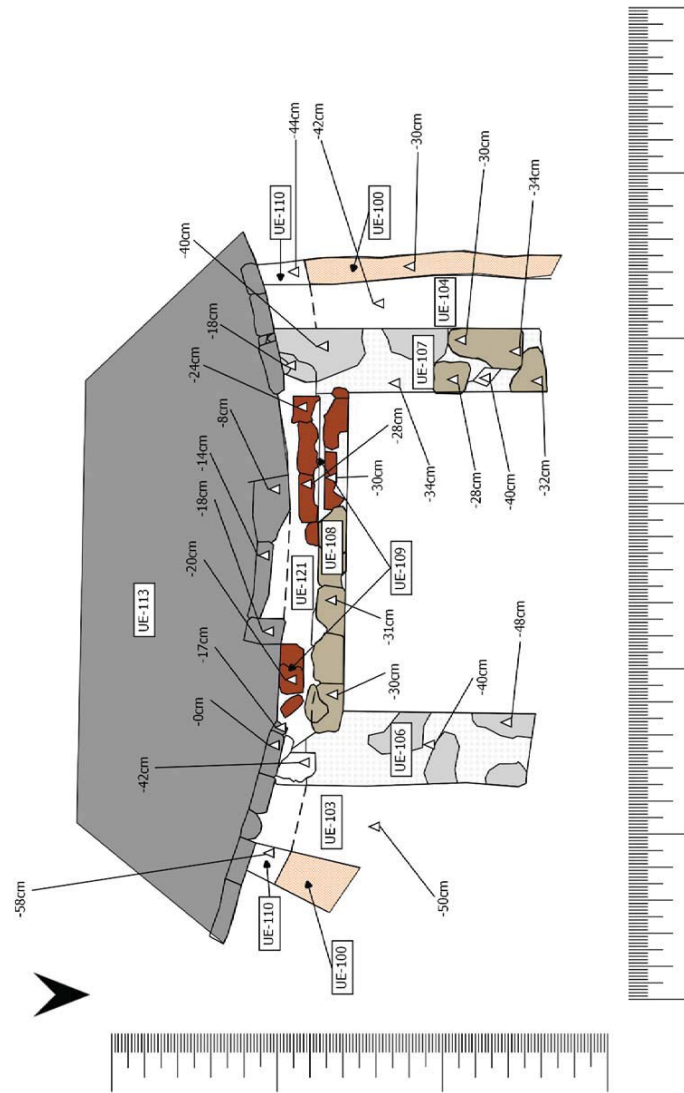 -44cm
-42cm
-30cm
-30cm
-34cm
UE-110
UE-100
-40cm
UE-104
-18cm
UE-107
-24cm
-8cm
-28cm
-14cm
-30cm
-34cm
-28cm
-40cm
-32cm
-18cm
UE-108
-20cm
UE-121
UE-109
UE-113
-17cm
-31cm
-48cm
-0cm
-30cm
-40cm
UE-106
-42cm
UE-103
-58cm
-50cm
UE-110
UE-100